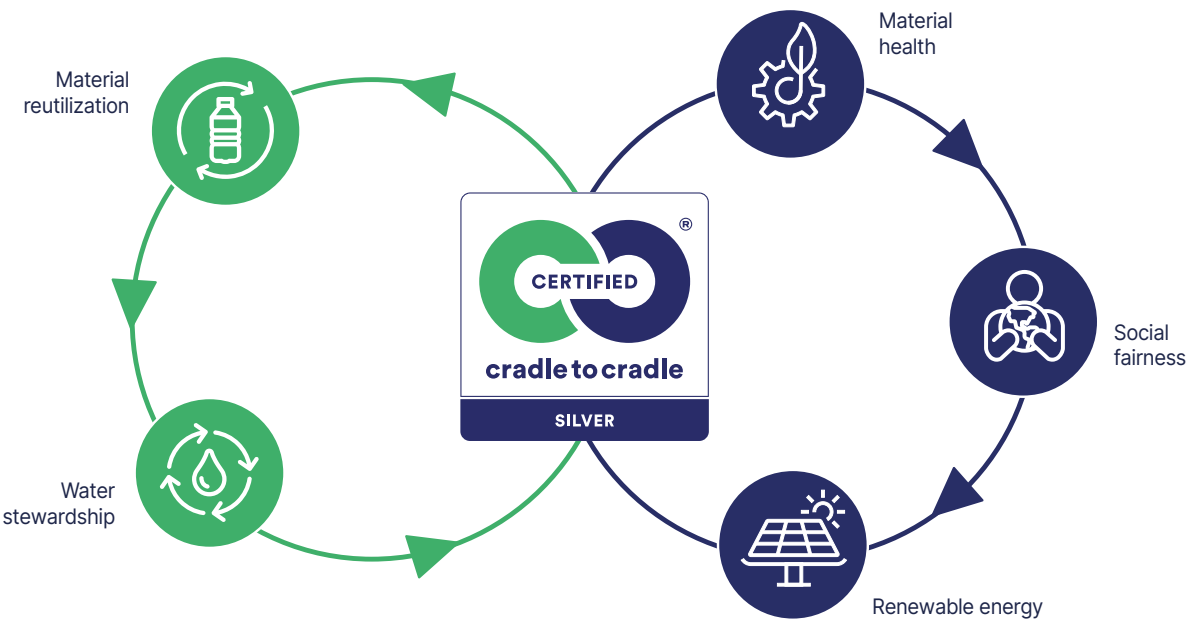 Material
health
Material
reutilization
®
CERTIFIED
cradle to cradle
SILVER
Social
fairness
Water
stewardship
Renewable energy